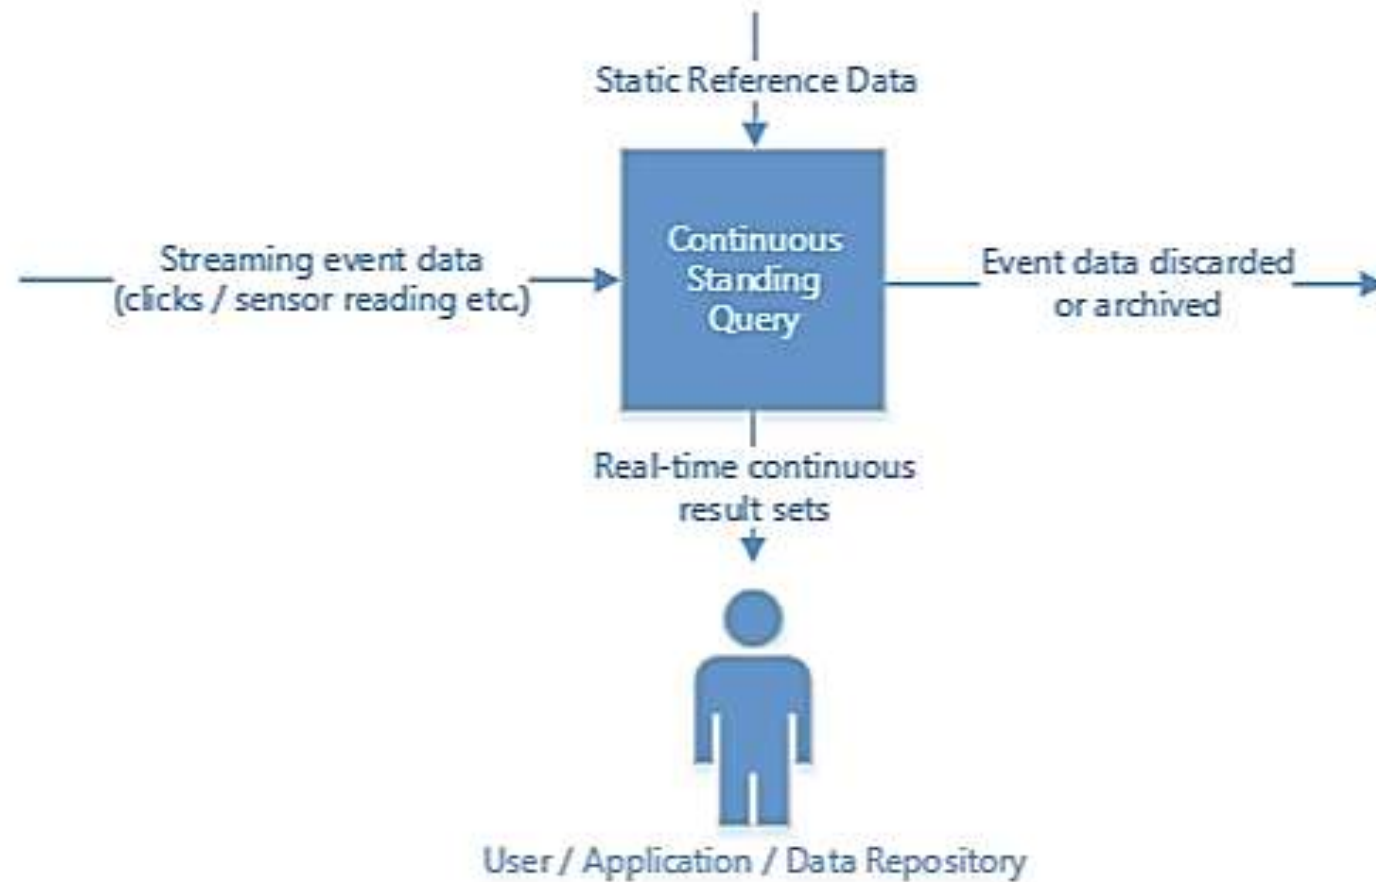 Static Reference Data
Continuous
Standing
Query
Streaming event data
(clicks / sensor reading etc.)
Event data discarded
or archived
Real-time continuous
result sets
User / Application / Data Repository